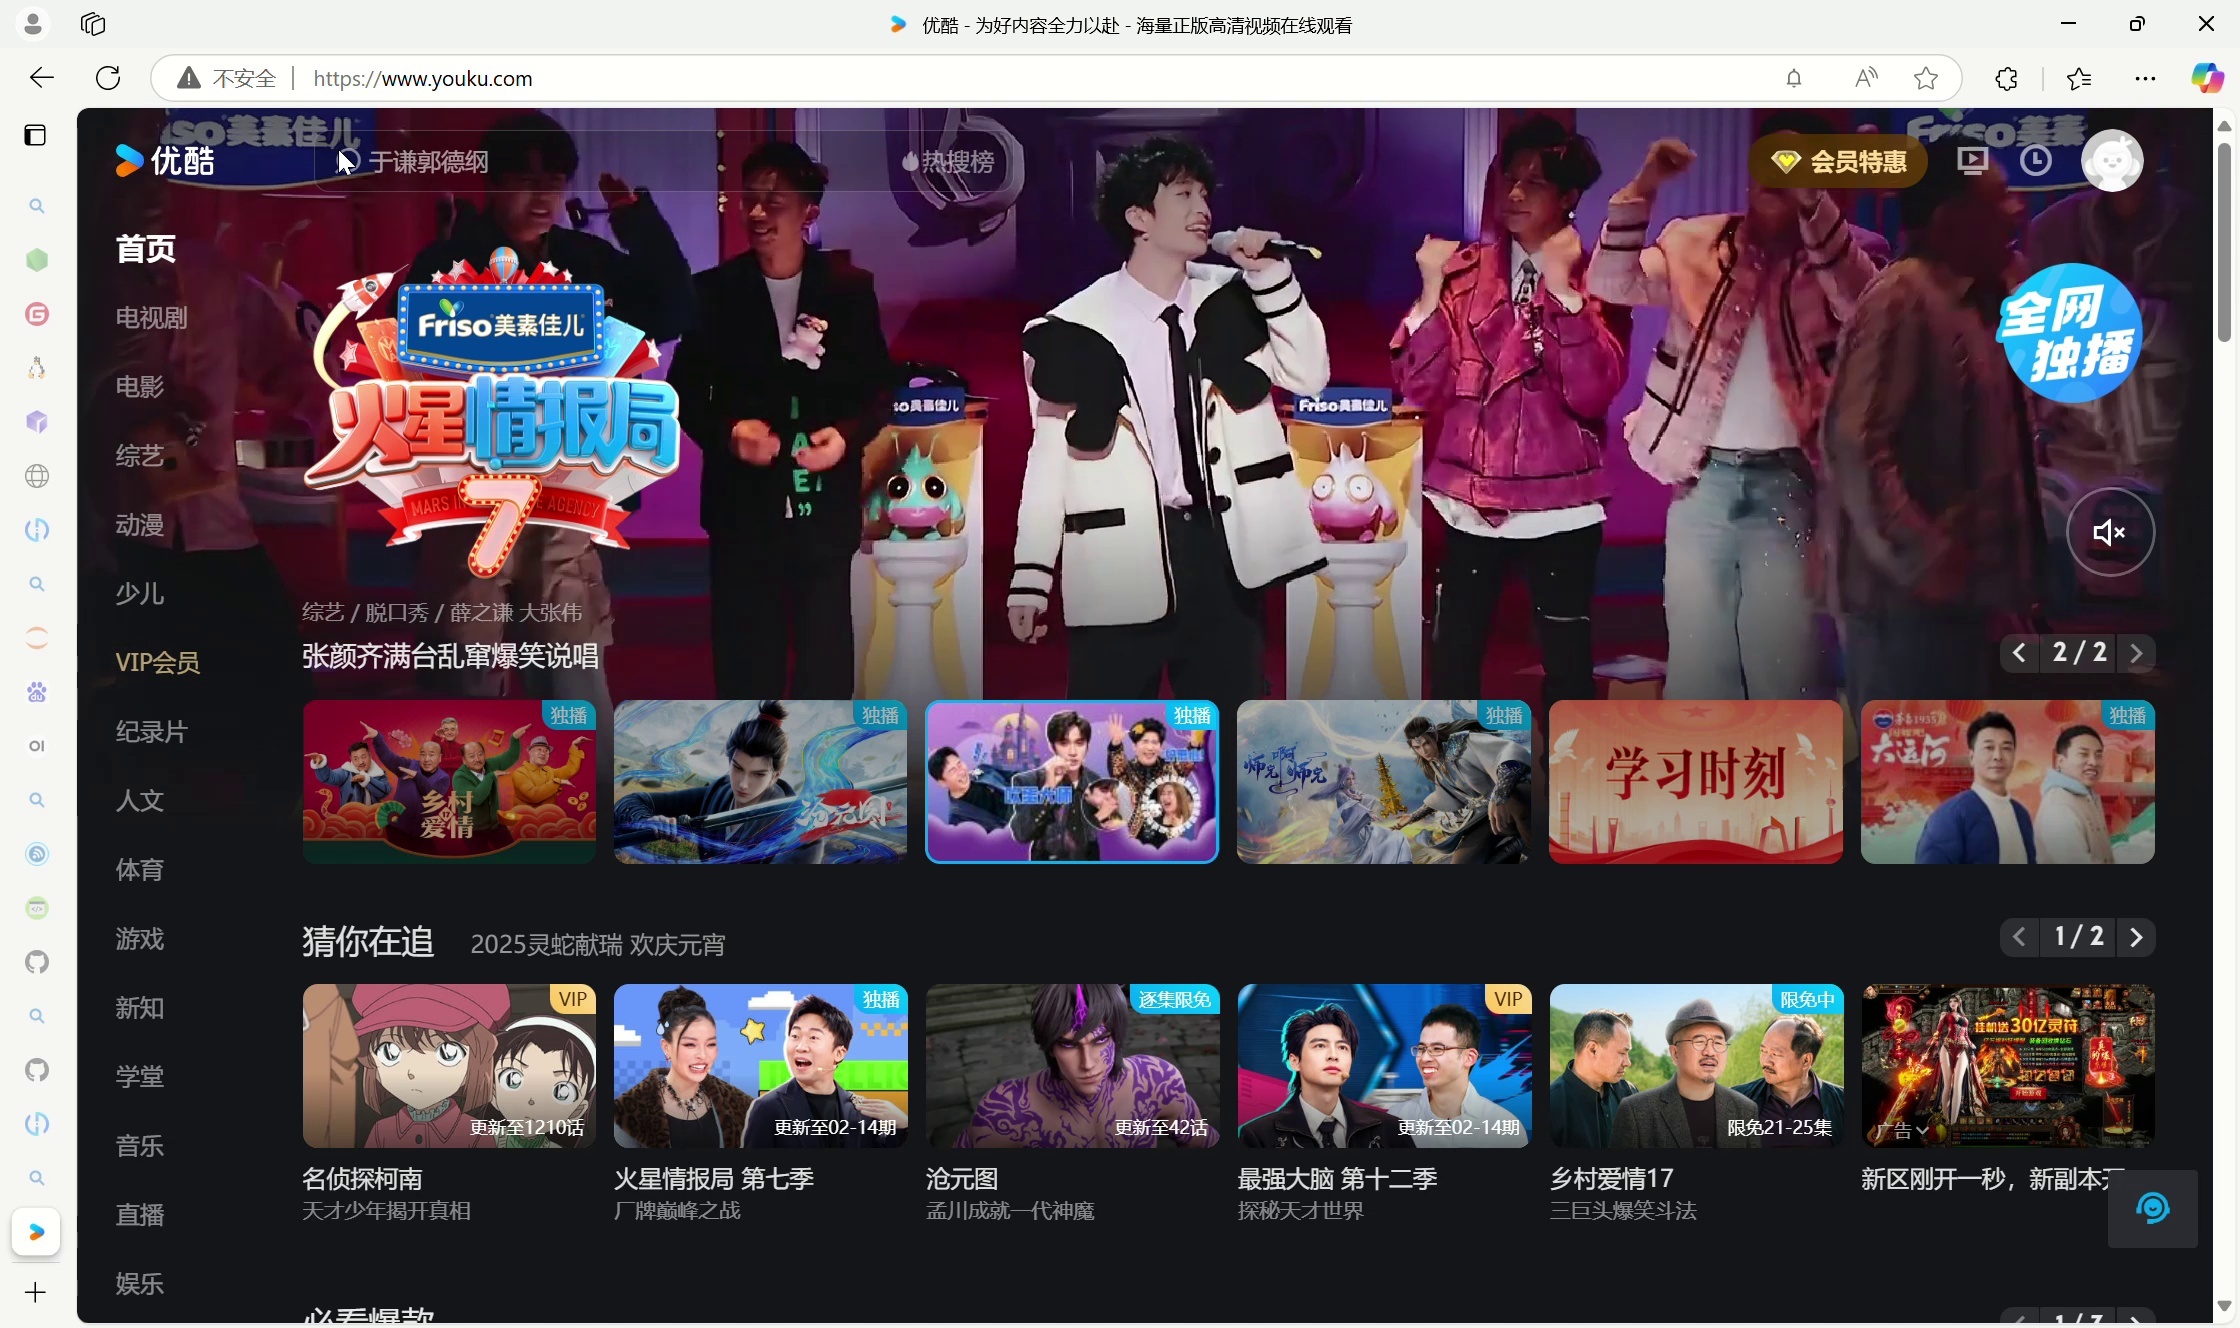 优酷 - 为好内容全力以赴 - 海量正版高清视频在线观看
不安全 https://www.youku.com
优酷
于谦郭德纲
热搜榜
会员特惠
首页
电视剧
电影
综艺
动漫
少儿
VIP会员
纪录片
人文
体育
游戏
新知
学堂
音乐
直播
娱乐
Friso美素佳儿
火星情报局
7
全网
独播
综艺 / 脱口秀 / 薛之谦 大张伟
张颜齐满台乱窜爆笑说唱
2 / 2
独播
乡村
爱情
独播
沧元图
独播
独播
师兄啊师兄
学习时刻
独播
大运河
猜你在追
2025灵蛇献瑞 欢庆元宵
1 / 2
VIP
更新至1210话
名侦探柯南
天才少年揭开真相
独播
更新至02-14期
火星情报局 第七季
厂牌巅峰之战
逐集限免
更新至42话
沧元图
孟川成就一代神魔
VIP
更新至02-14期
最强大脑 第十二季
探秘天才世界
限免中
限免21-25集
乡村爱情17
三巨头爆笑斗法
挂机送30亿灵符
广告
新区刚开一秒，新副本
必看爆款